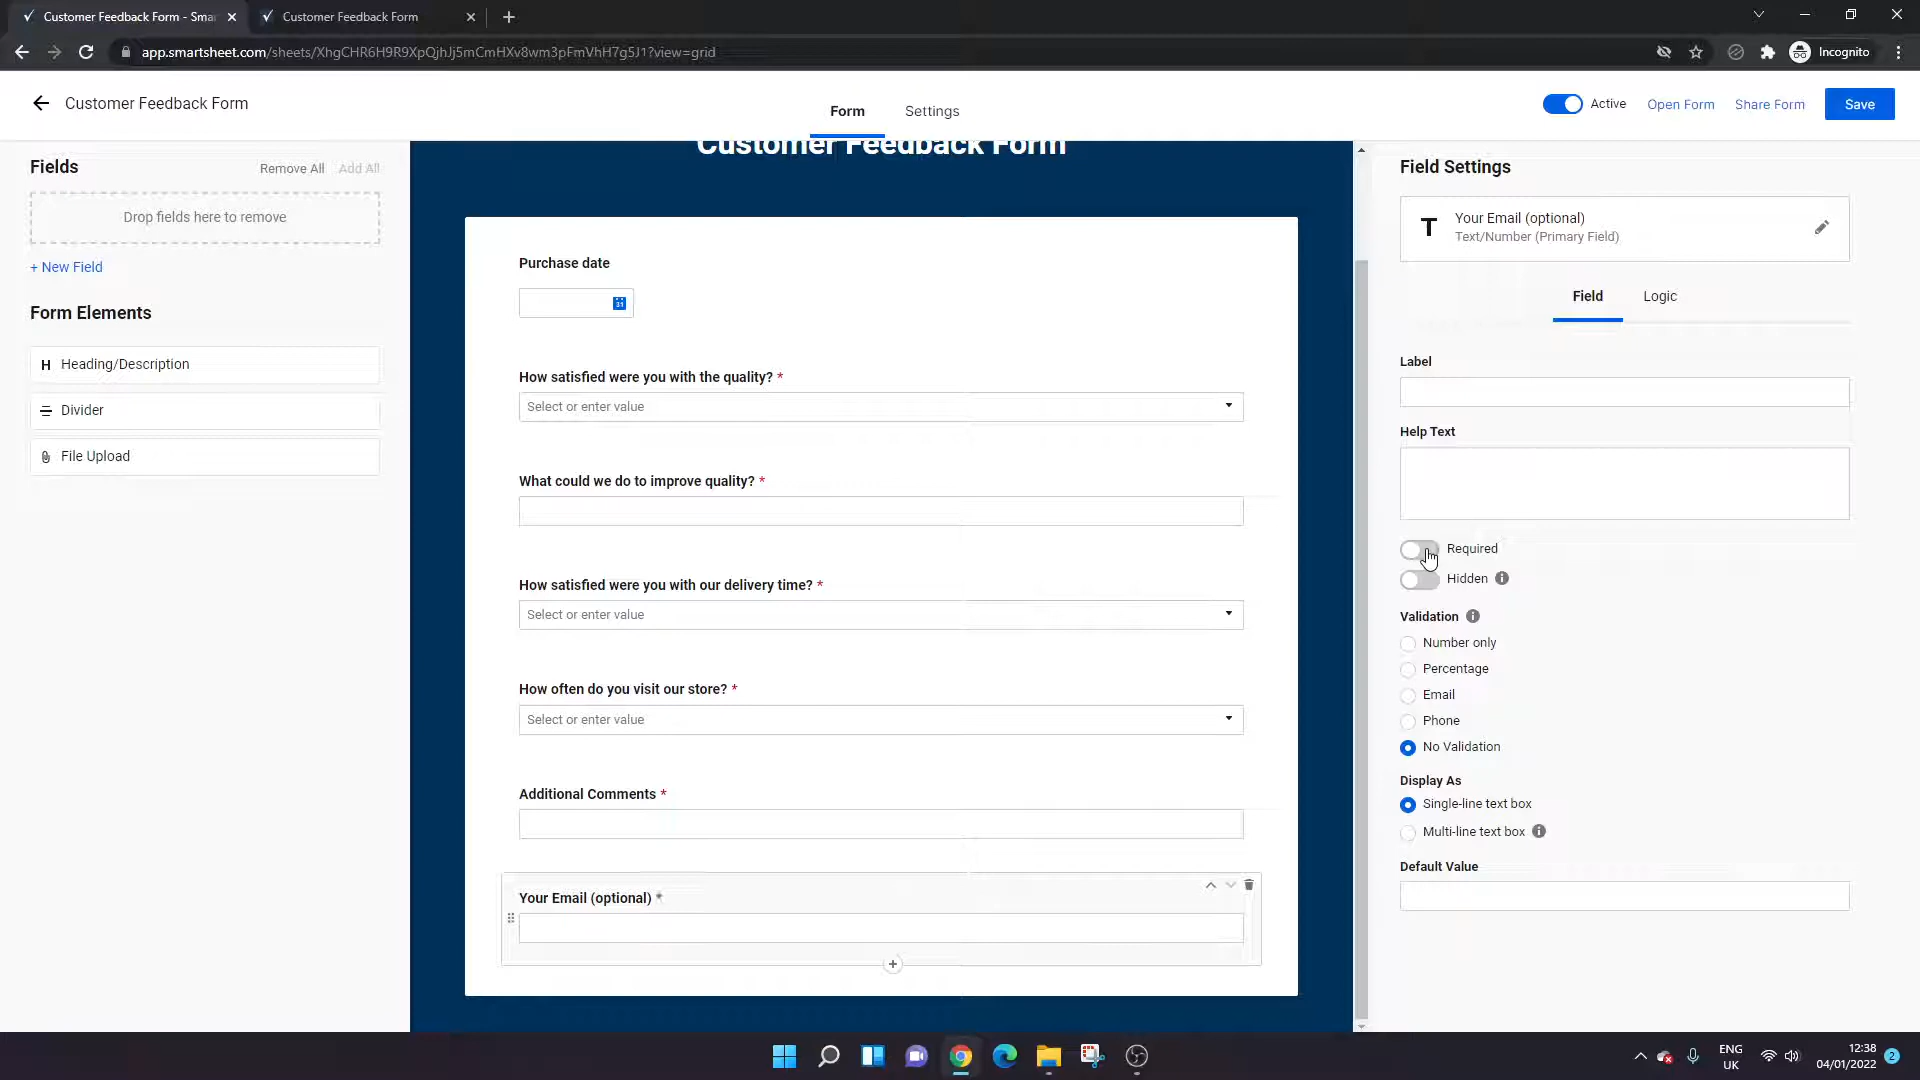 Customer Feedback Form - Sma
Customer Feedback Form
app.smartsheet.com/sheets/XhgCHR6H9R9XpQjhJj5mCmHXv8wm3pFmVhH7g5J1?view=grid
Incognito
Customer Feedback Form
Form
Settings
Active
Open Form
Share Form
Save
Fields
Remove All
Add All
Drop fields here to remove
+ New Field
Form Elements
H Heading/Description
Divider
File Upload
Customer Feedback Form
Purchase date
31
How satisfied were you with the quality? *
Select or enter value
What could we do to improve quality? *
How satisfied were you with our delivery time? *
Select or enter value
How often do you visit our store? *
Select or enter value
Additional Comments *
Your Email (optional) *
Field Settings
T
Your Email (optional)
Text/Number (Primary Field)
Field
Logic
Label
Help Text
Required
Hidden
Validation
Number only
Percentage
Email
Phone
No Validation
Display As
Single-line text box
Multi-line text box
Default Value
ENG
UK
12:38
04/01/2022
2